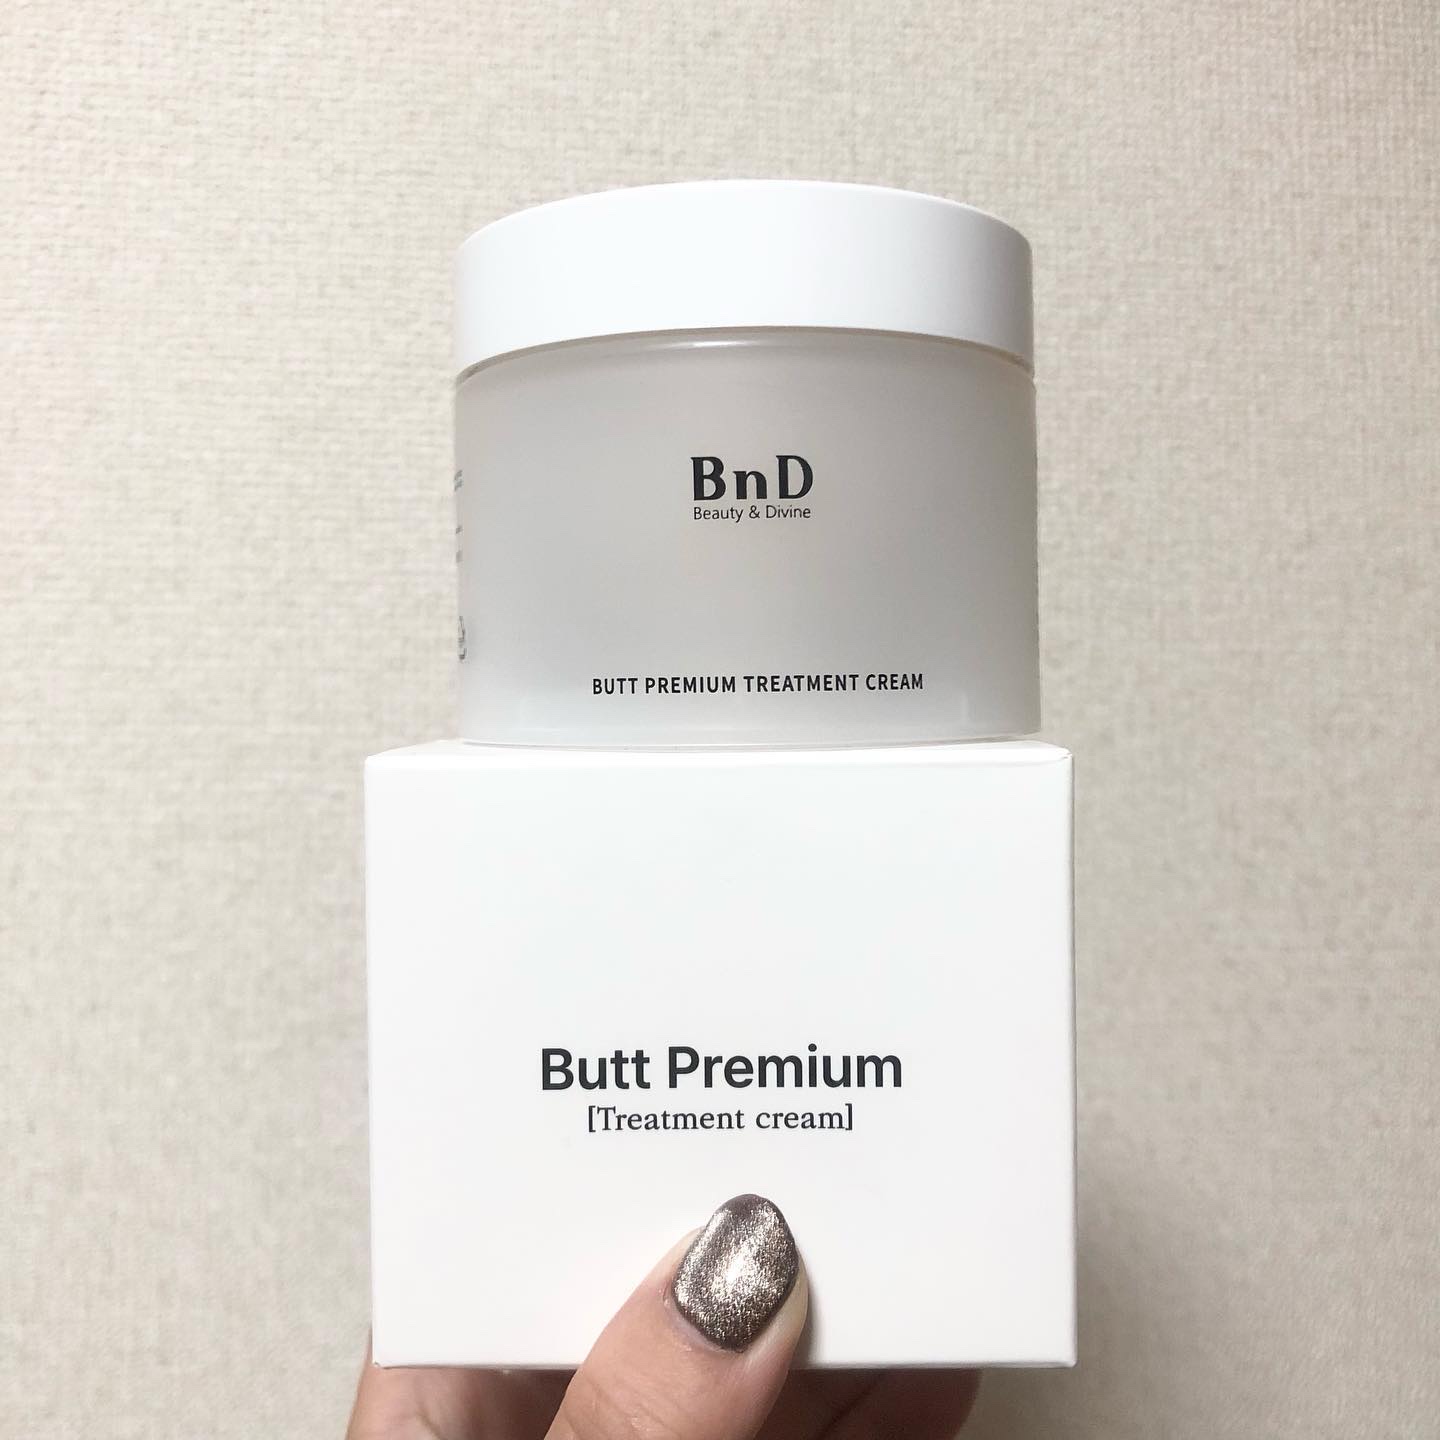 BnD
Beauty & Divine
BUTT PREMIUM TREATMENT CREAM
Butt Premium
[Treatment cream]